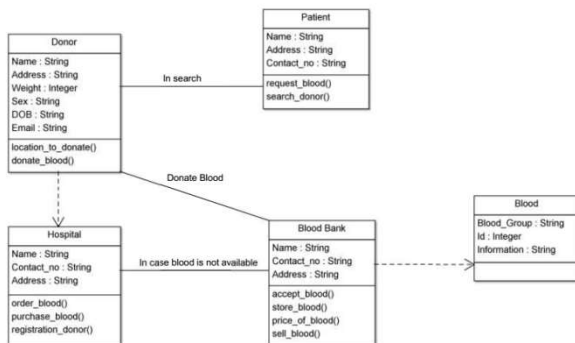 Donor
Name : String
Address : String
Weight : Integer
Sex : String
DOB : String
Email : String
location_to_donate()
donate_blood()
In search
Patient
Name : String
Address : String
Contact_no : String
request_blood()
search_donor()
Donate Blood
Hospital
Name : String
Contact_no : String
Address : String
order_blood()
purchase_blood()
registration_donor()
In case blood is not available
Blood Bank
Name : String
Contact_no : String
Address : String
accept_blood()
store_blood()
price_of_blood()
sell_blood()
Blood
Blood_Group : String
Id : Integer
Information : String